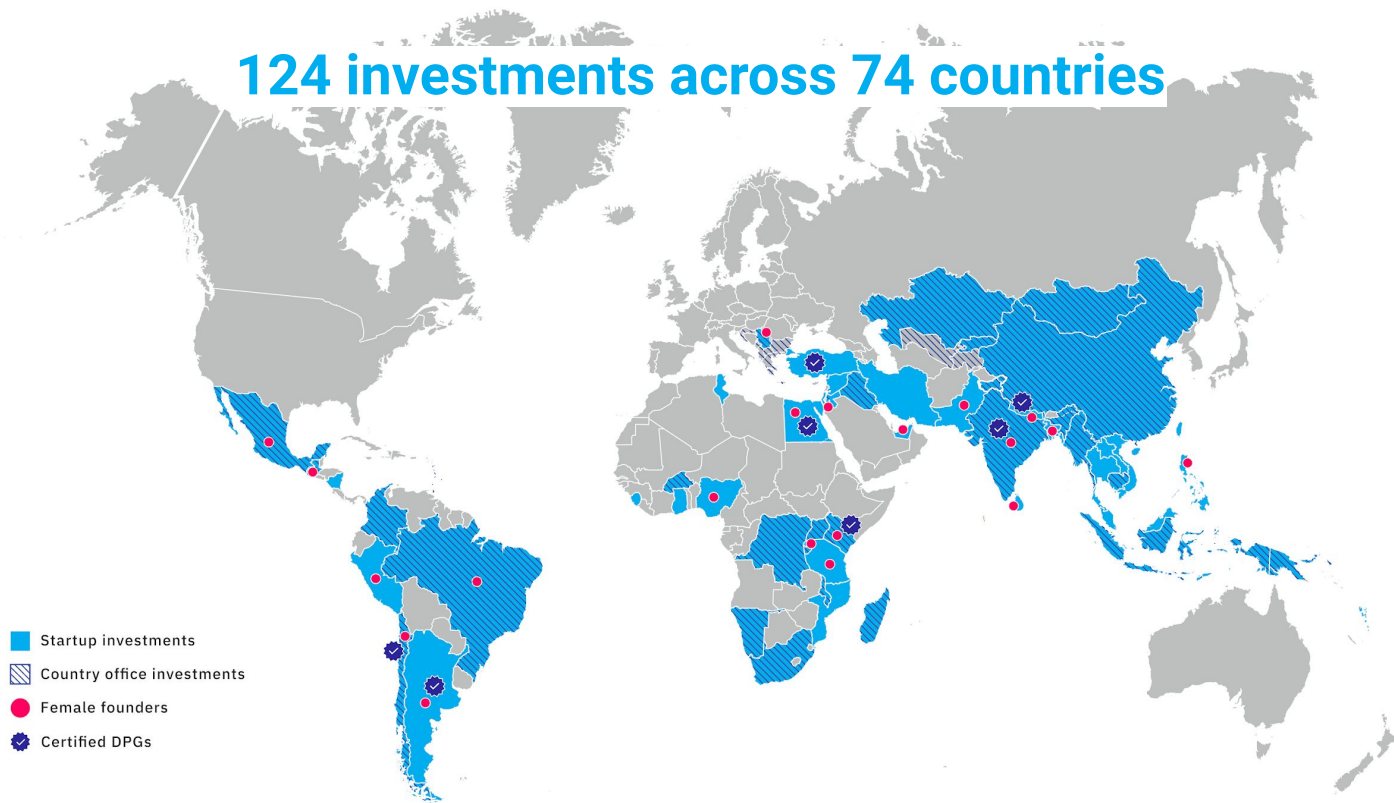 124 investments across 74 countries
Startup investments
Country office investments
Female founders
Certified DPGs